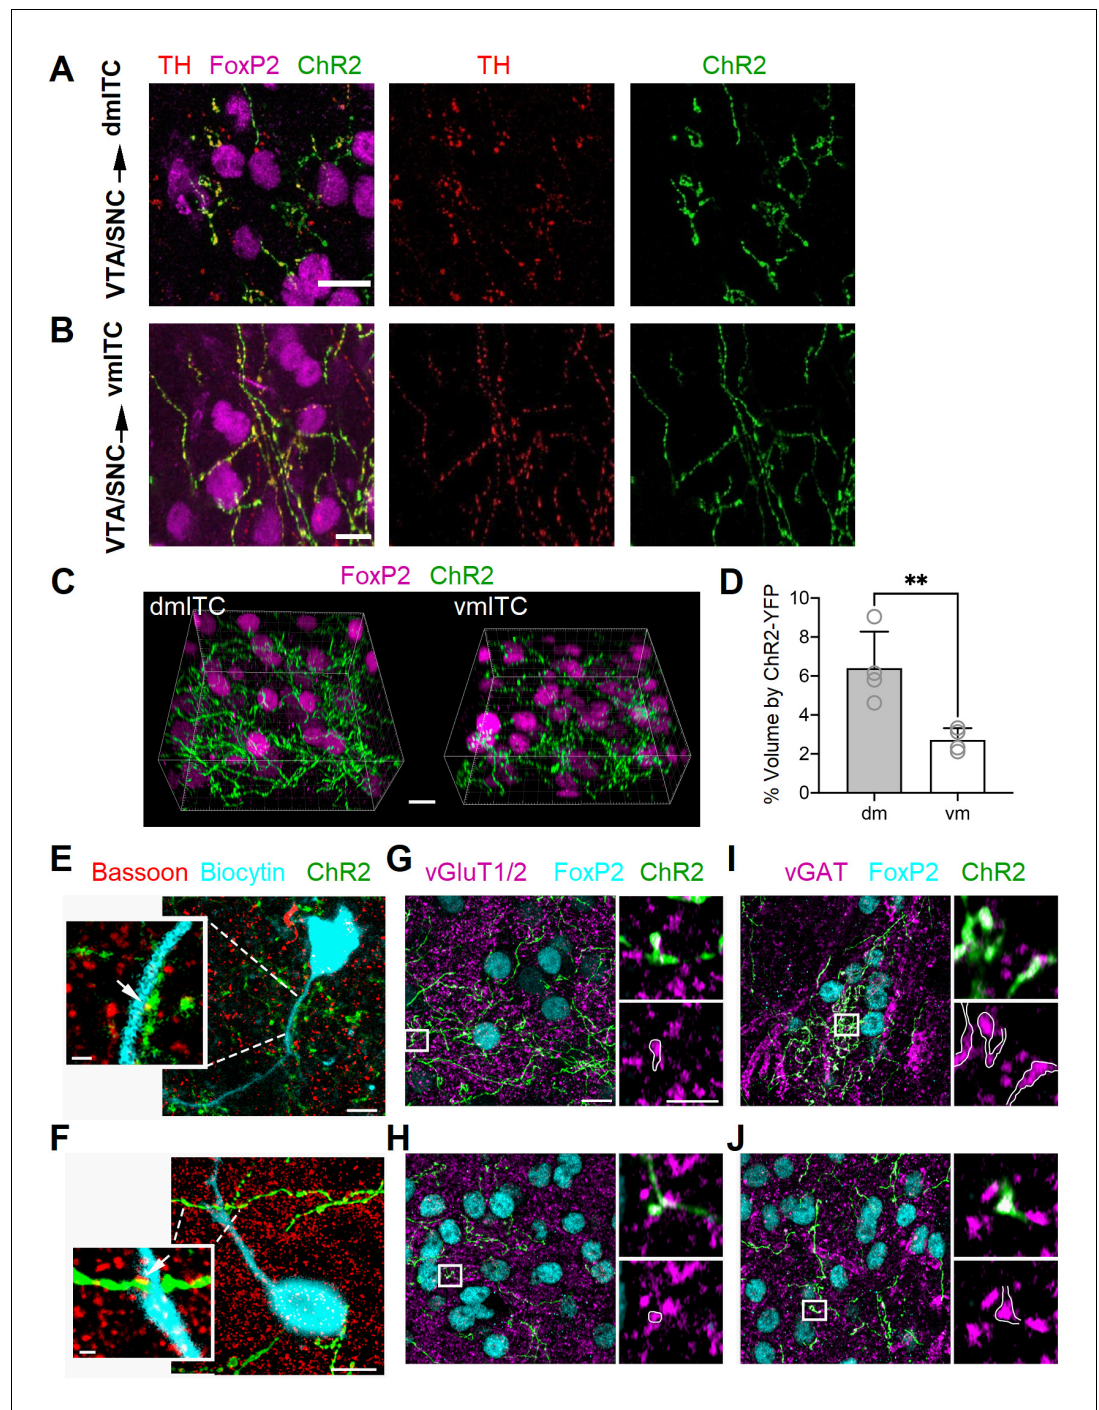 A
TH FoxP2 ChR2
TH
ChR2
VTA/SNC → dmITC
B
VTA/SNC → vmITC
C
FoxP2 ChR2
dmITC
vmITC
D
**
% Volume by ChR2-YFP
10
8
6
4
2
0
dm
vm
E
Bassoon Biocytin ChR2
F
G
vGluT1/2 FoxP2 ChR2
H
I
vGAT FoxP2 ChR2
J